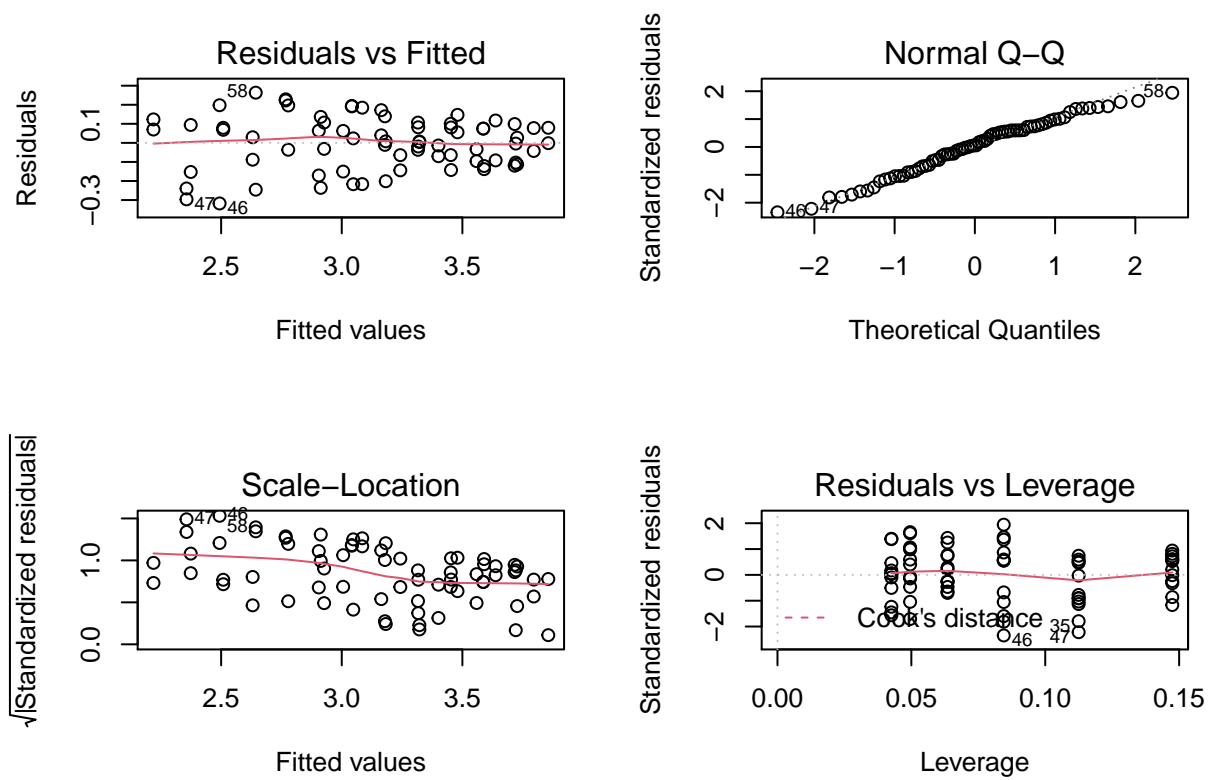 Residuals vs Fitted
Residuals
0.1
−0.3
58
47
46
2.5 3.0 3.5
Fitted values
Normal Q−Q
Standardized residuals
2
0
−2
58
46
47
−2 −1 0 1 2
Theoretical Quantiles
Scale−Location
√|Standardized residuals|
1.0
0.0
47
46
58
2.5 3.0 3.5
Fitted values
Residuals vs Leverage
Standardized residuals
2
0
−2
Cook's distance
35
46
47
0.00 0.05 0.10 0.15
Leverage